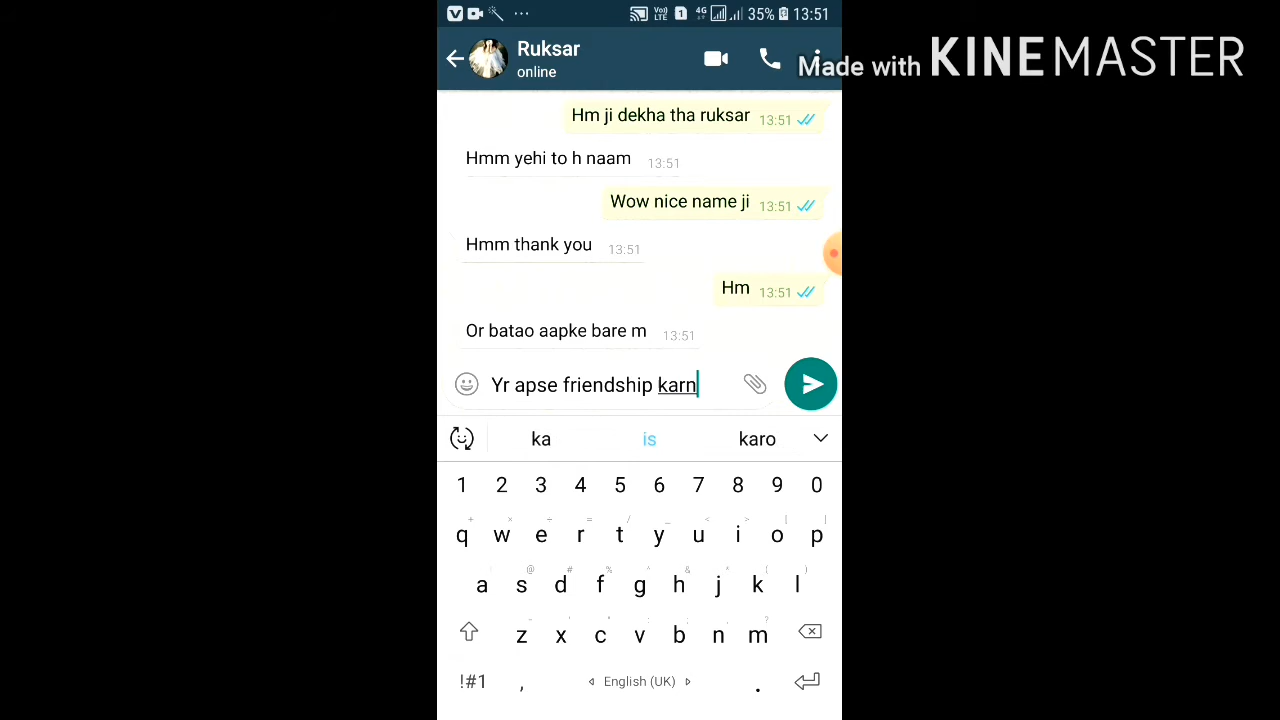 35% 13:51
Ruksar
online
Made with KINEMASTER
Hm ji dekha tha ruksar 13:51
Hmm yehi to h naam 13:51
Wow nice name ji 13:51
Hmm thank you 13:51
Hm 13:51
Or batao aapke bare m 13:51
Yr apse friendship karn
ka is karo
1 2 3 4 5 6 7 8 9 0
q w e r t y u i o p
a s d f g h j k l
z x c v b n m
!#1 , English (UK) .